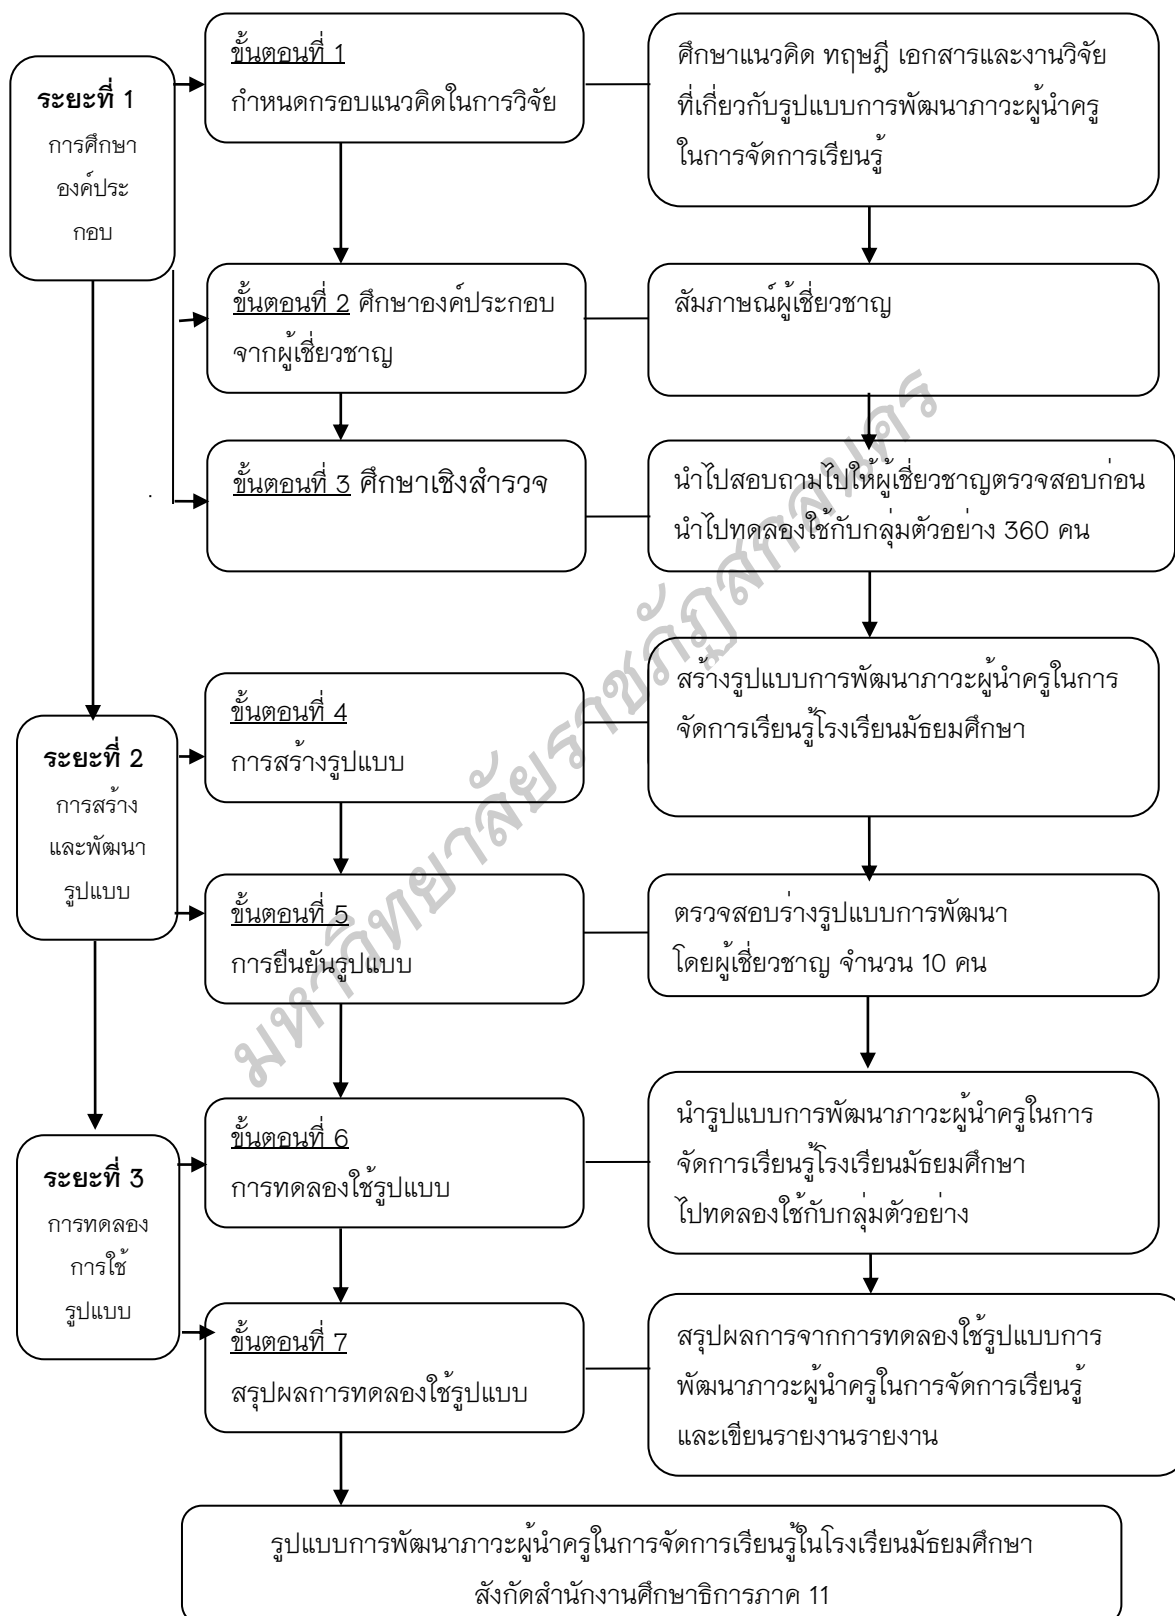 ระยะที่ 1
การศึกษา
องค์ประ
กอบ
ขั้นตอนที่ 1
กำหนดกรอบแนวคิดในการวิจัย
ศึกษาแนวคิด ทฤษฎี เอกสารและงานวิจัย
ที่เกี่ยวกับรูปแบบการพัฒนาภาวะผู้นำครู
ในการจัดการเรียนรู้
ขั้นตอนที่ 2 ศึกษาองค์ประกอบ
จากผู้เชี่ยวชาญ
สัมภาษณ์ผู้เชี่ยวชาญ
ขั้นตอนที่ 3 ศึกษาเชิงสำรวจ
นำไปสอบถามไปให้ผู้เชี่ยวชาญตรวจสอบก่อน
นำไปทดลองใช้กับกลุ่มตัวอย่าง 360 คน
ระยะที่ 2
การสร้าง
และพัฒนา
รูปแบบ
ขั้นตอนที่ 4
การสร้างรูปแบบ
สร้างรูปแบบการพัฒนาภาวะผู้นำครูในการ
จัดการเรียนรู้โรงเรียนมัธยมศึกษา
ขั้นตอนที่ 5
การยืนยันรูปแบบ
ตรวจสอบร่างรูปแบบการพัฒนา
โดยผู้เชี่ยวชาญ จำนวน 10 คน
ระยะที่ 3
การทดลอง
การใช้
รูปแบบ
ขั้นตอนที่ 6
การทดลองใช้รูปแบบ
นำรูปแบบการพัฒนาภาวะผู้นำครูในการ
จัดการเรียนรู้โรงเรียนมัธยมศึกษา
ไปทดลองใช้กับกลุ่มตัวอย่าง
ขั้นตอนที่ 7
สรุปผลการทดลองใช้รูปแบบ
สรุปผลการจากการทดลองใช้รูปแบบการ
พัฒนาภาวะผู้นำครูในการจัดการเรียนรู้
และเขียนรายงานรายงาน
รูปแบบการพัฒนาภาวะผู้นำครูในการจัดการเรียนรู้ในโรงเรียนมัธยมศึกษา
สังกัดสำนักงานศึกษาธิการภาค 11
มหาวิทยาลัยราชภัฏสกลนคร